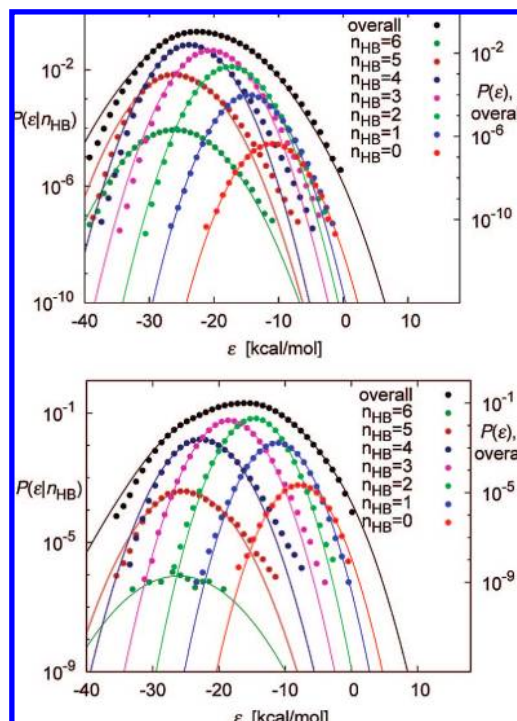 overall
n_HB=6
n_HB=5
n_HB=4
n_HB=3
n_HB=2
n_HB=1
n_HB=0
10^-2
10^-6
10^-10
P(ε|n_HB)
10^-2
10^-6
10^-10
P(ε),
overall
-40 -30 -20 -10 0 10
ε [kcal/mol]
overall
n_HB=6
n_HB=5
n_HB=4
n_HB=3
n_HB=2
n_HB=1
n_HB=0
10^-1
10^-5
10^-9
P(ε|n_HB)
10^-1
10^-5
10^-9
P(ε),
overall
-40 -30 -20 -10 0 10
ε [kcal/mol]